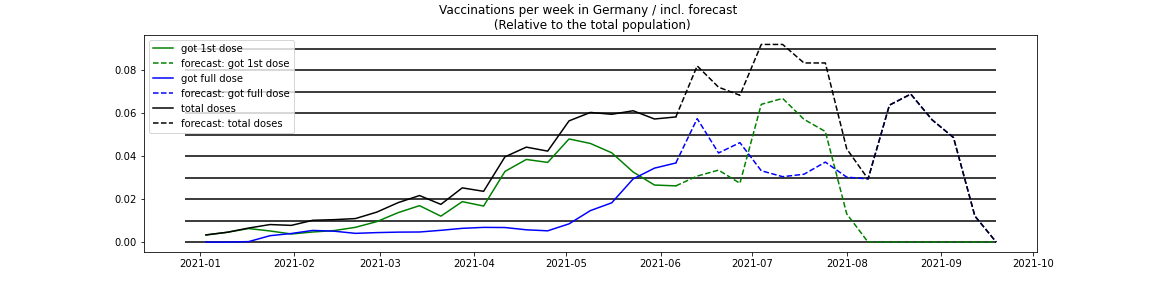 Vaccinations per week in Germany / incl. forecast
(Relative to the total population)
got 1st dose
forecast: got 1st dose
got full dose
forecast: got full dose
total doses
forecast: total doses
0.08
0.06
0.04
0.02
0.00
2021-01 2021-02 2021-03 2021-04 2021-05 2021-06 2021-07 2021-08 2021-09 2021-10